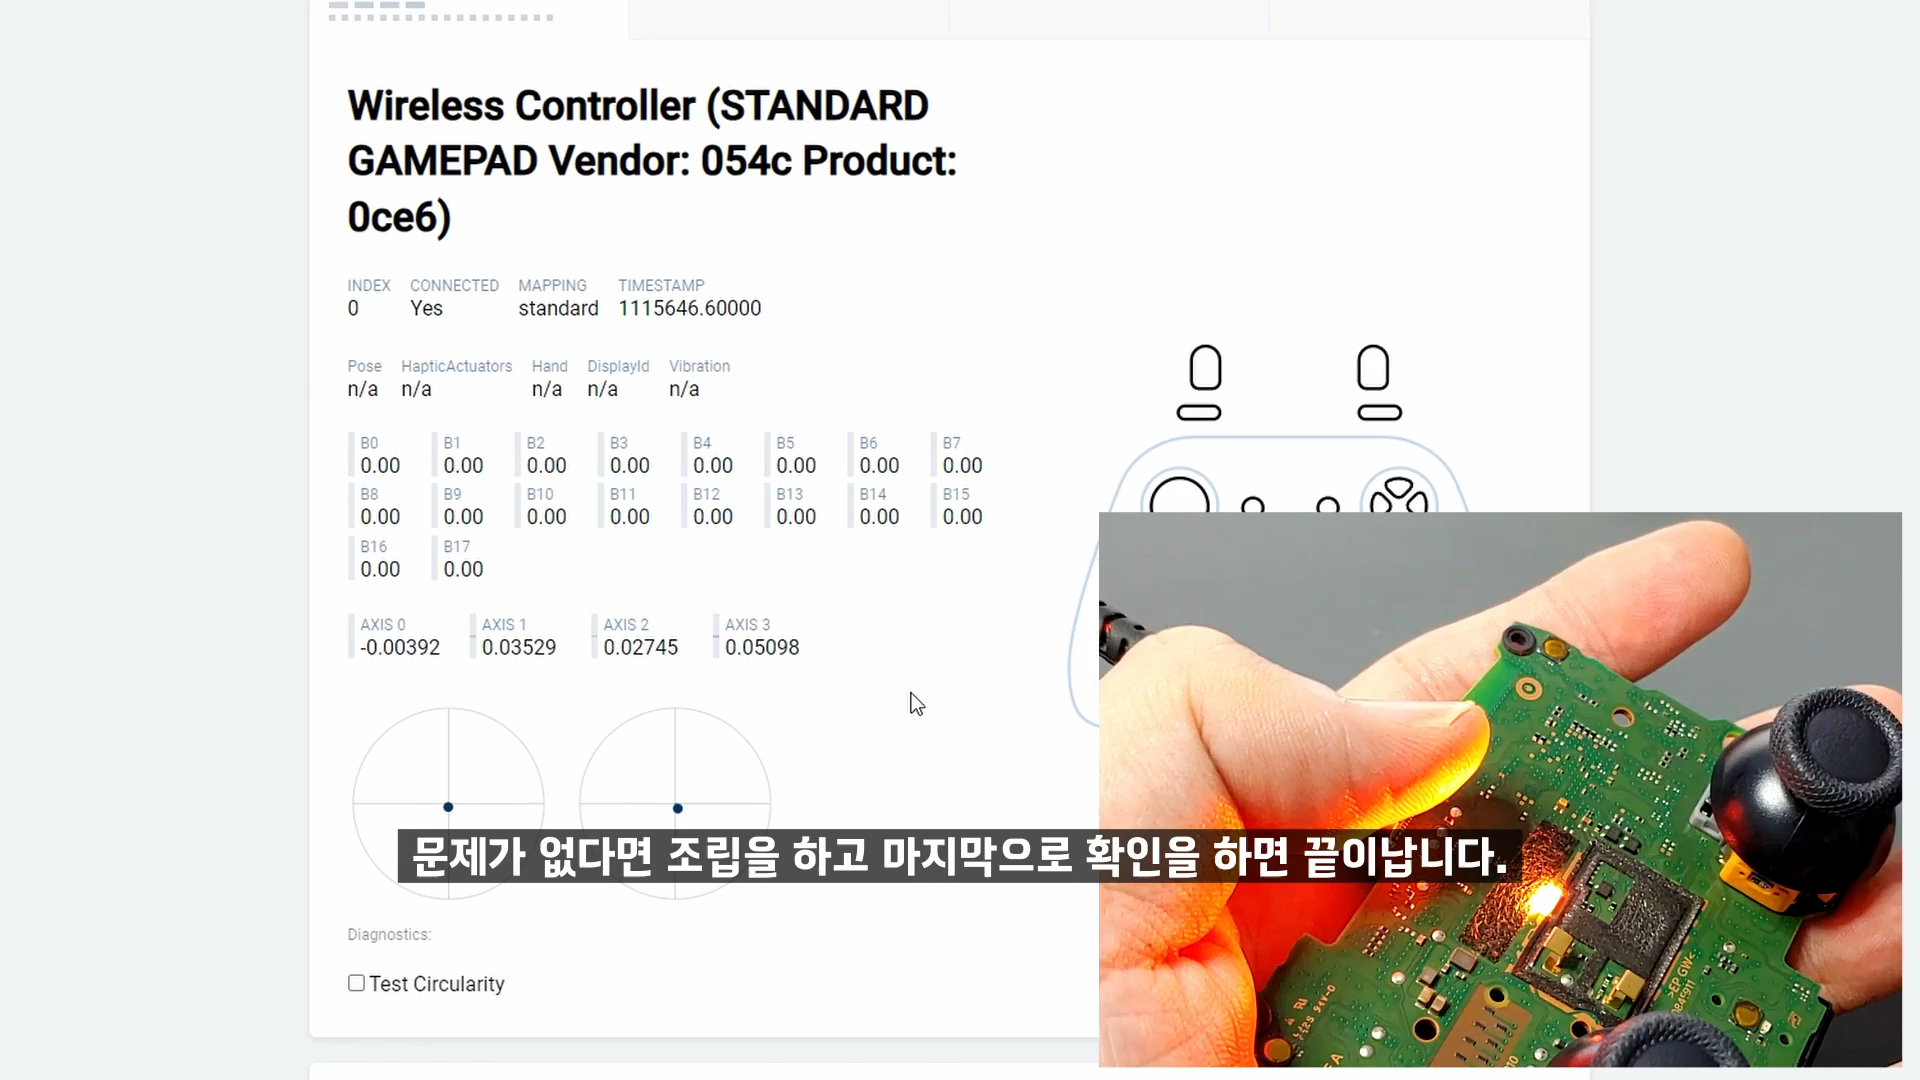 Wireless Controller (STANDARD
GAMEPAD Vendor: 054c Product:
0ce6)
INDEX CONNECTED MAPPING TIMESTAMP
0 Yes standard 1115646.60000
Pose HapticActuators Hand DisplayId Vibration
n/a n/a n/a n/a n/a
B0 B1 B2 B3 B4 B5 B6 B7
0.00 0.00 0.00 0.00 0.00 0.00 0.00 0.00
B8 B9 B10 B11 B12 B13 B14 B15
0.00 0.00 0.00 0.00 0.00 0.00 0.00 0.00
B16 B17
0.00 0.00
AXIS 0 AXIS 1 AXIS 2 AXIS 3
-0.00392 0.03529 0.02745 0.05098
문제가 없다면 조립을 하고 마지막으로 확인을 하면 끝이납니다.
Diagnostics:
Test Circularity
94V-0
>EP GW<